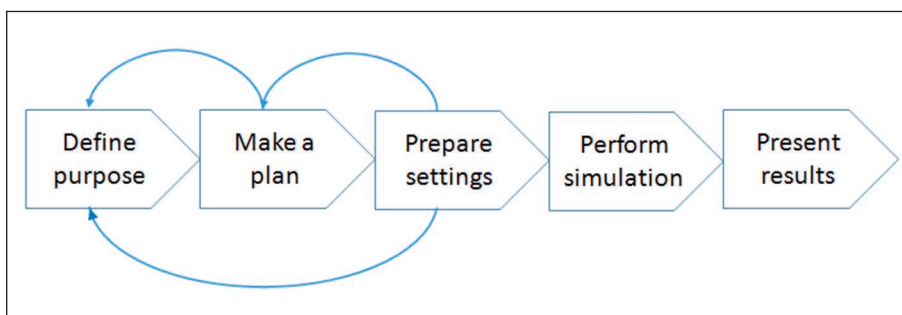 Define
purpose
Make a
plan
Prepare
settings
Perform
simulation
Present
results